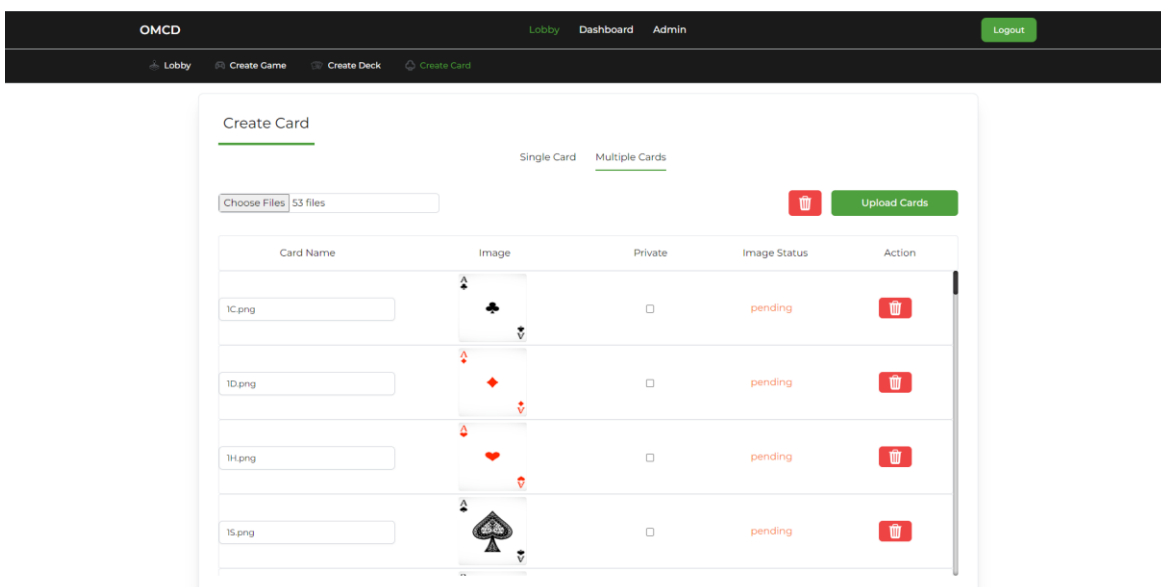 OMCD Lobby Dashboard Admin Logout
Lobby Create Game Create Deck Create Card
Create Card
Single Card Multiple Cards
Choose Files 53 files Upload Cards
Card Name Image Private Image Status Action
1C.png A A pending
1D.png A A pending
1H.png A A pending
1S.png A A pending